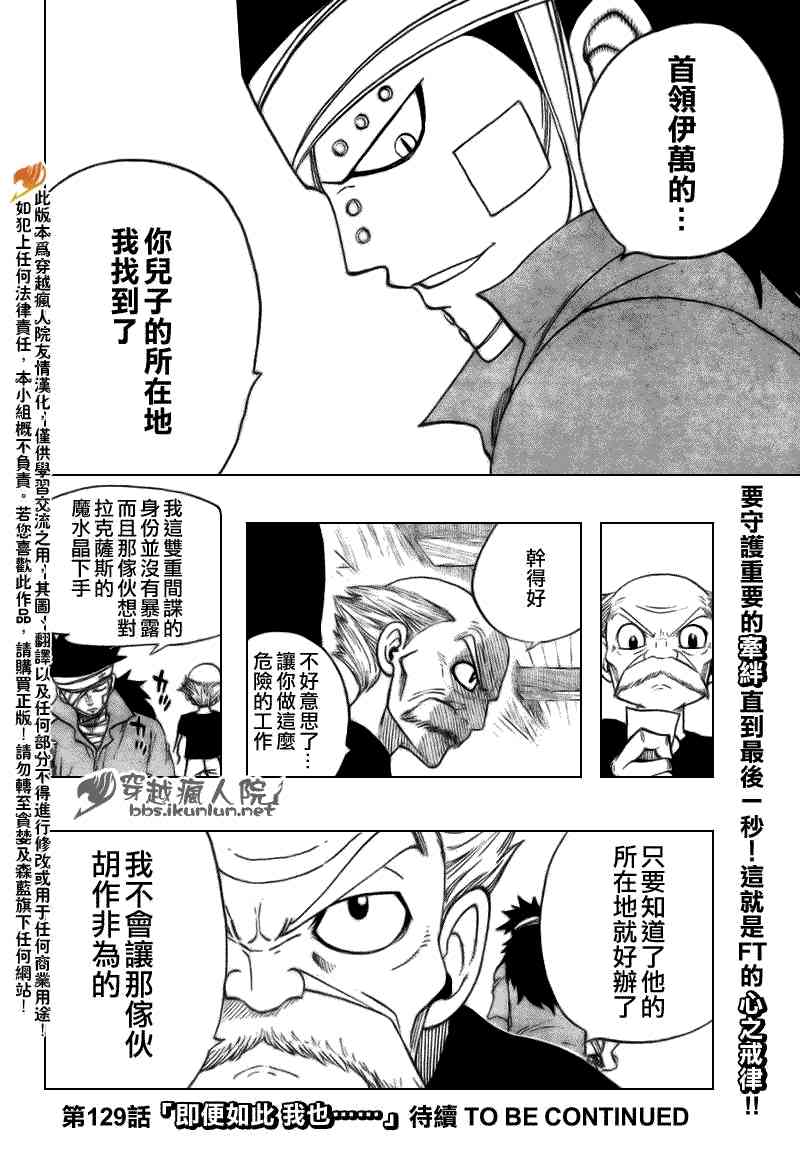 首領伊萬的…
你兒子的所在地
我找到了
幹得好
不好意思了…
讓你做這麼
危險的工作
我這雙重間諜的
身份並沒有暴露
而且那傢伙想對
拉克薩斯的
魔水晶下手
只要知道了他的
所在地就好辦了
我不會讓那傢伙
胡作非為的
要守護重要的牽絆 直到最後一秒！這就是FT的心之戒律!!
此版本爲穿越瘋人院友情漢化，僅供學習交流之用，其圖、翻譯以及任何部分不得進行修改或用于任何商業用途！
如犯上任何法律責任，本小組概不負責。若您喜歡此作品，請購買正版！請勿轉至貪婪及森藍旗下任何網站！
穿越瘋人院
bbs.ikunlun.net
第129話「即便如此 我也……」待續 TO BE CONTINUED